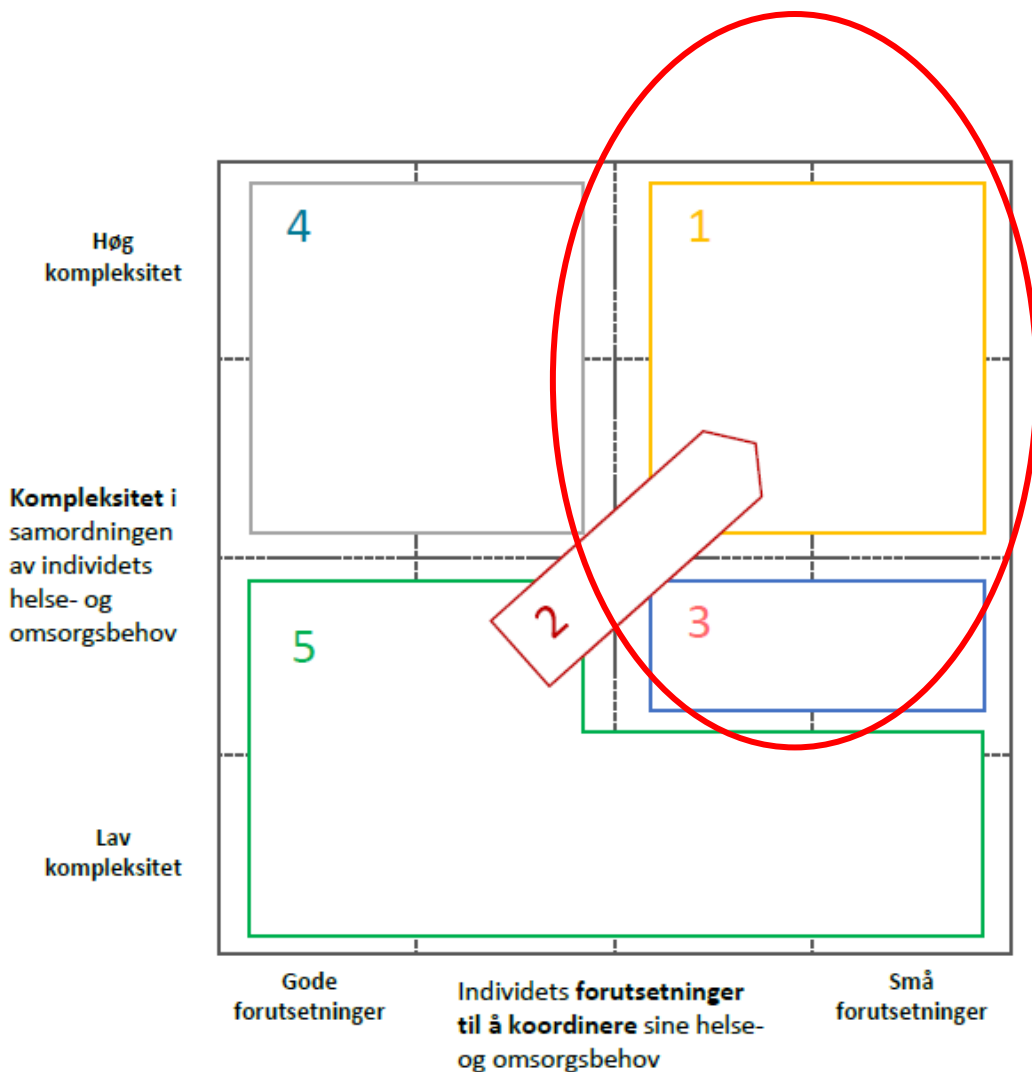 4
1
Høg
kompleksitet
Kompleksitet i
samordningen
av individets
helse- og
omsorgsbehov
2
3
5
Lav
kompleksitet
Gode
forutsetninger
Individets forutsetninger
til å koordinere sine helse-
og omsorgsbehov
Små
forutsetninger